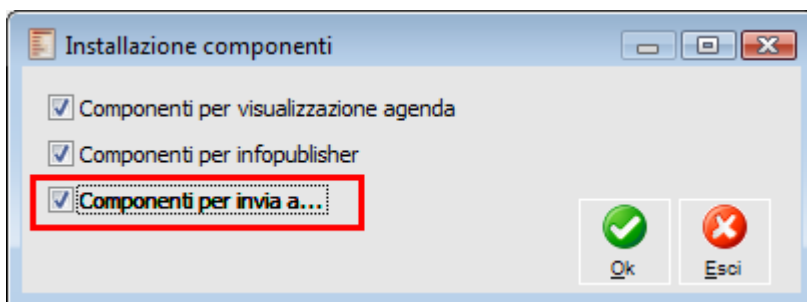 Installazione componenti
Componenti per visualizzazione agenda
Componenti per infopublisher
Componenti per invia a...
Ok
Esci